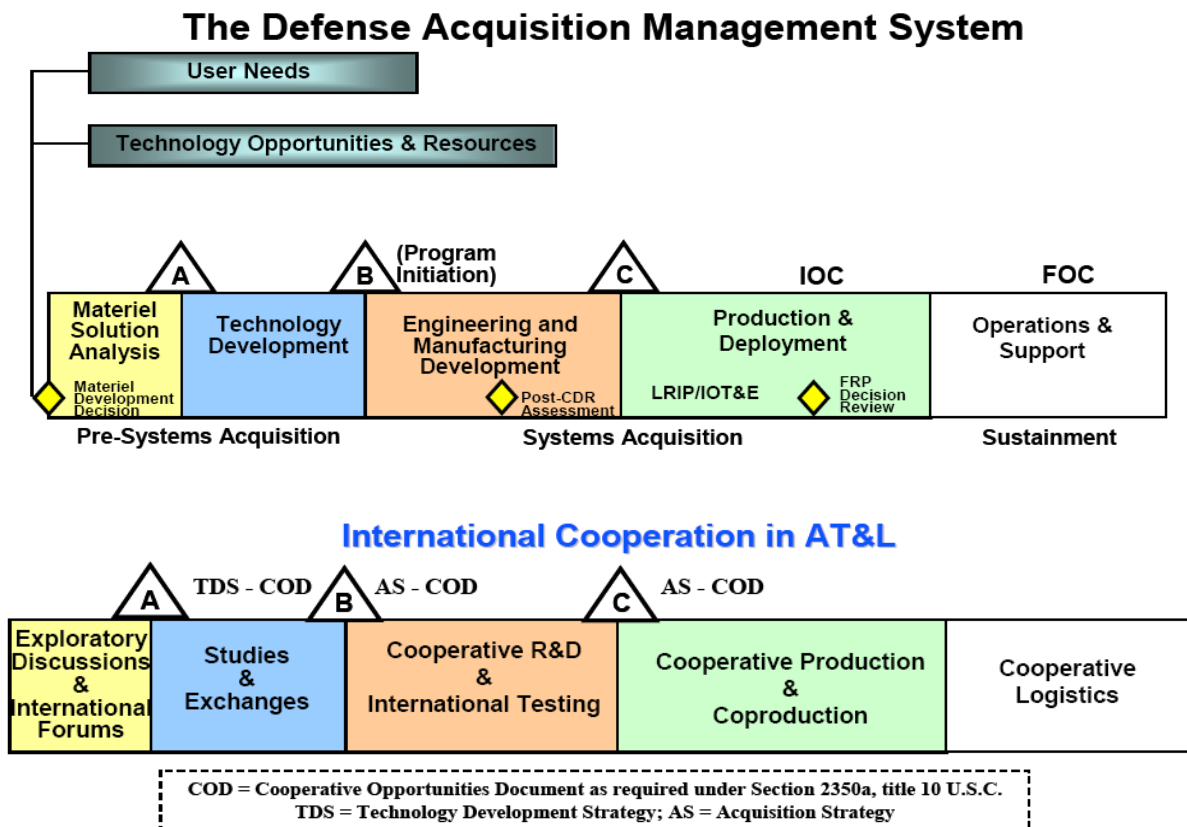 The Defense Acquisition Management System
User Needs
Technology Opportunities & Resources
A
B
(Program
Initiation)
C
IOC
FOC
Materiel
Solution
Analysis
Technology
Development
Engineering and
Manufacturing
Development
Production &
Deployment
Operations &
Support
Materiel
Development
Decision
Post-CDR
Assessment
LRIP/IOT&E
FRP
Decision
Review
Pre-Systems Acquisition
Systems Acquisition
Sustainment
International Cooperation in AT&L
A
TDS - COD
B
AS - COD
C
AS - COD
Exploratory
Discussions
&
International
Forums
Studies
&
Exchanges
Cooperative R&D
&
International Testing
Cooperative Production
&
Coproduction
Cooperative
Logistics
COD = Cooperative Opportunities Document as required under Section 2350a, title 10 U.S.C.
TDS = Technology Development Strategy; AS = Acquisition Strategy